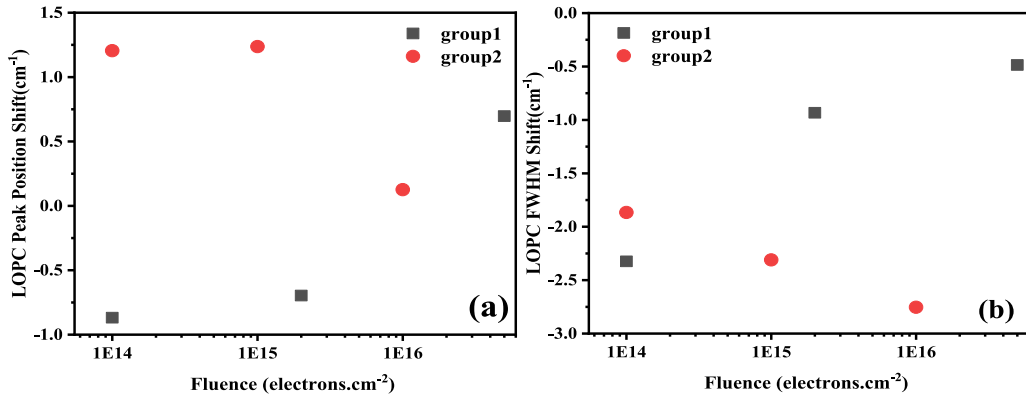 LOPC Peak Position Shift(cm⁻¹)
1.5
1.0
0.5
0.0
-0.5
-1.0
group1
group2
(a)
1E14
1E15
1E16
Fluence (electrons.cm⁻²)
LOPC FWHM Shift(cm⁻¹)
0.0
-0.5
-1.0
-1.5
-2.0
-2.5
-3.0
group1
group2
(b)
1E14
1E15
1E16
Fluence (electrons.cm⁻²)